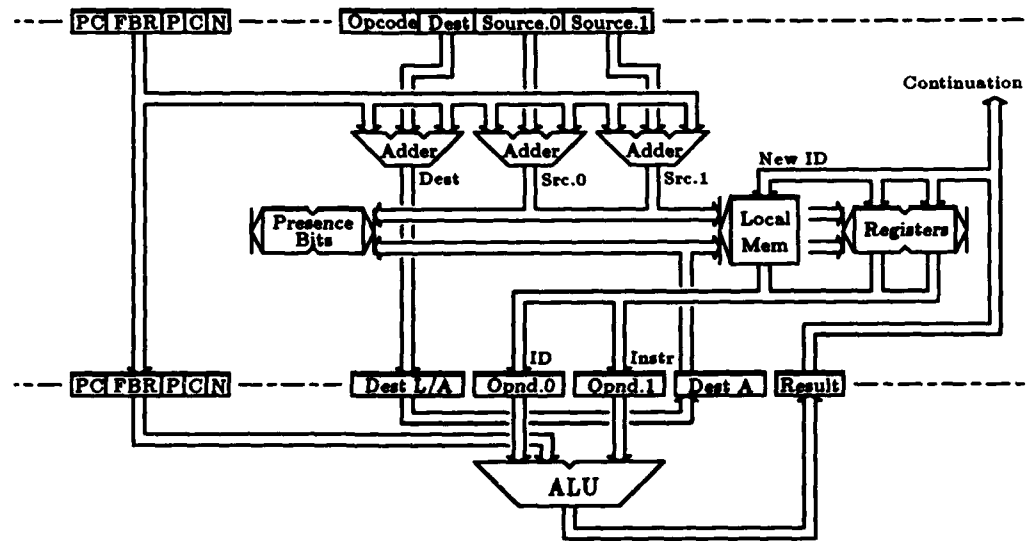 PC FBR P C N Opcode Dest Source.0 Source.1
Continuation
Adder Adder Adder
New ID
Dest Src.0 Src.1
Presence Bits
Local Mem
Registers
ID Instr
PC FBR P C N Dest L/A Opnd.0 Opnd.1 Dest A Result
ALU